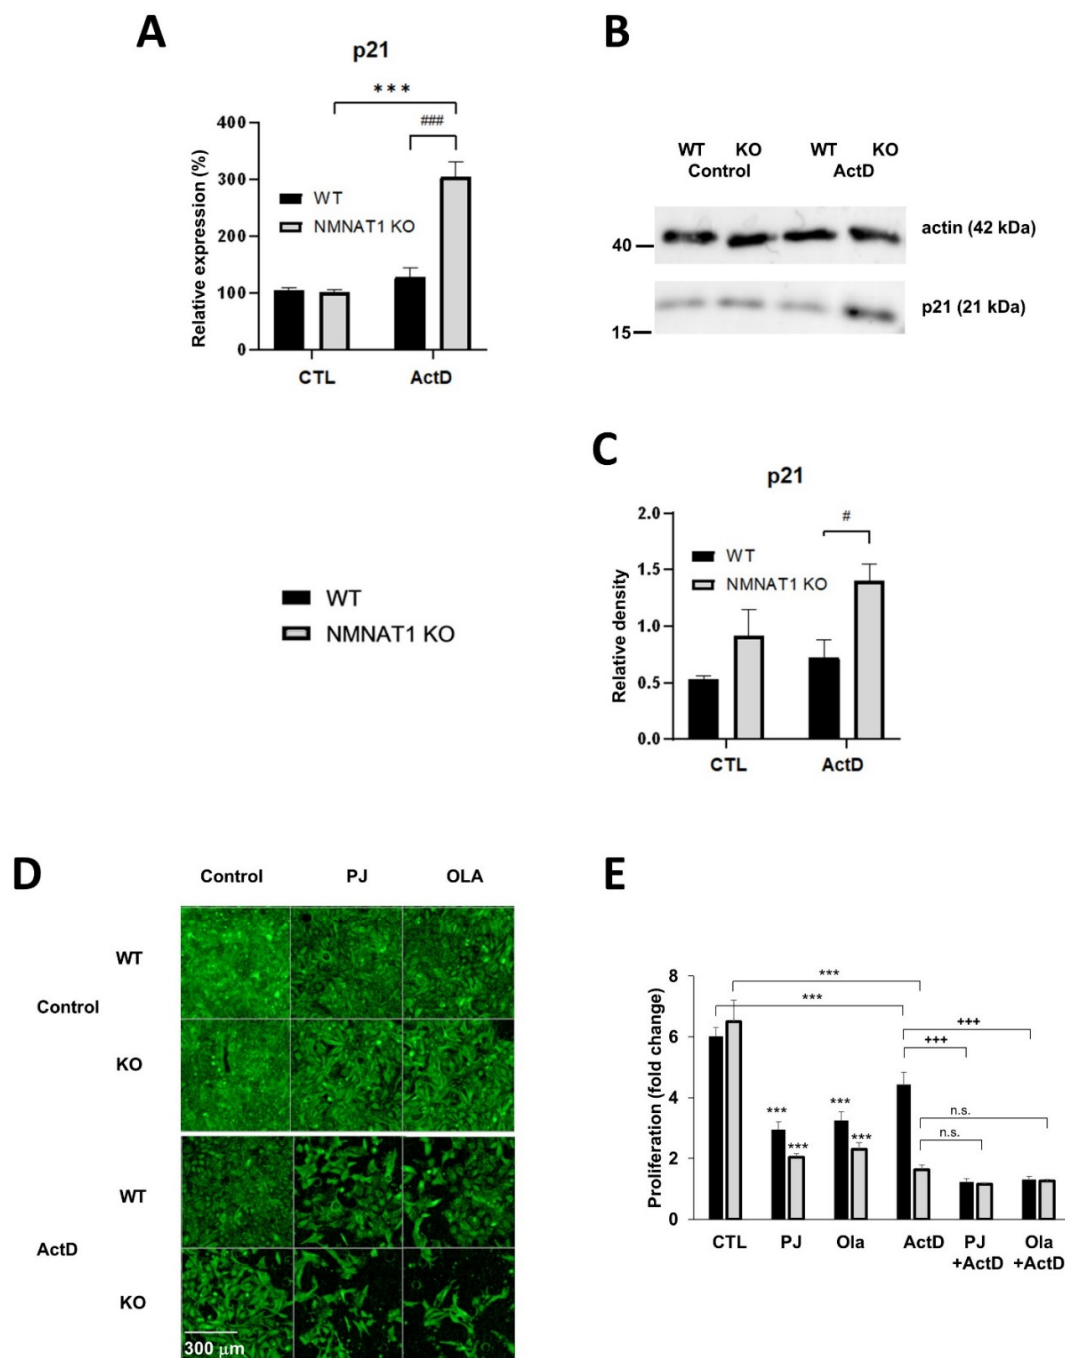 A
p21
***
###
Relative expression (%)
400
300
200
100
0
WT
NMNAT1 KO
CTL
ActD
B
WT KO WT KO
Control ActD
40
actin (42 kDa)
15
p21 (21 kDa)
C
p21
#
Relative density
2.0
1.5
1.0
0.5
0.0
WT
NMNAT1 KO
CTL
ActD
WT
NMNAT1 KO
D
Control PJ OLA
WT
Control
KO
WT
ActD
KO
300 μm
E
Proliferation (fold change)
8
6
4
2
0
***
***
+++
+++
***
***
***
***
n.s.
n.s.
CTL PJ Ola ActD PJ Ola
+ActD +ActD